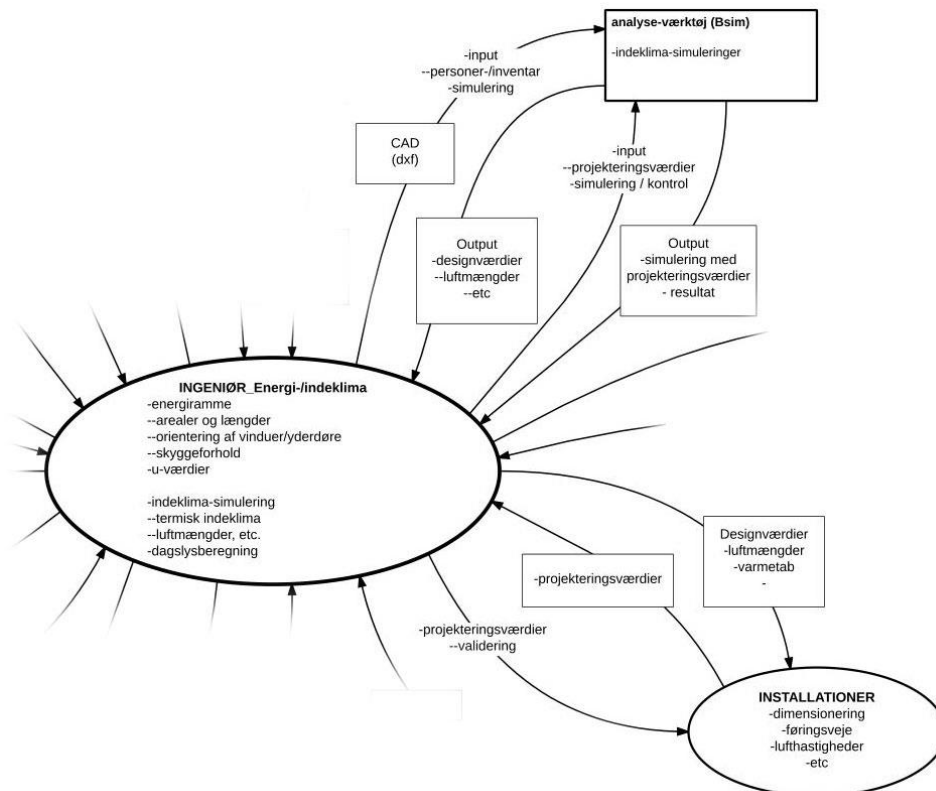 analyse-værktøj (Bsim)
-indeklima-simuleringer
-input
--personer-/inventar
-simulering
CAD
(dxf)
-input
--projekteringsværdier
-simulering / kontrol
Output
-designværdier
--luftmængder
--etc
Output
-simulering med
projekteringsværdier
- resultat
INGENIØR_Energi-/indeklima
-energiramme
--arealer og længder
--orientering af vinduer/yderdøre
--skyggeforhold
-u-værdier
-indeklima-simulering
--termisk indeklima
--luftmængder, etc.
-dagslysberegning
Designværdier
-luftmængder
-varmetab
-
-projekteringsværdier
-projekteringsværdier
--validering
INSTALLATIONER
-dimensionering
-føringsveje
-lufthastigheder
-etc